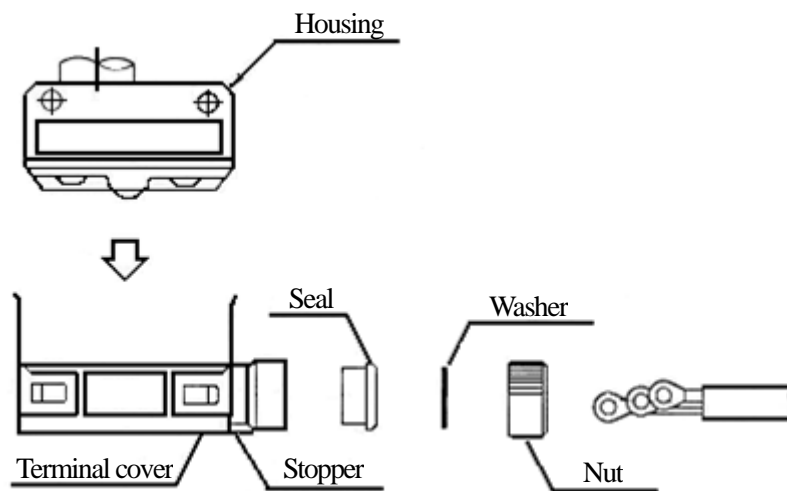 Housing
Seal
Washer
Terminal cover
Stopper
Nut